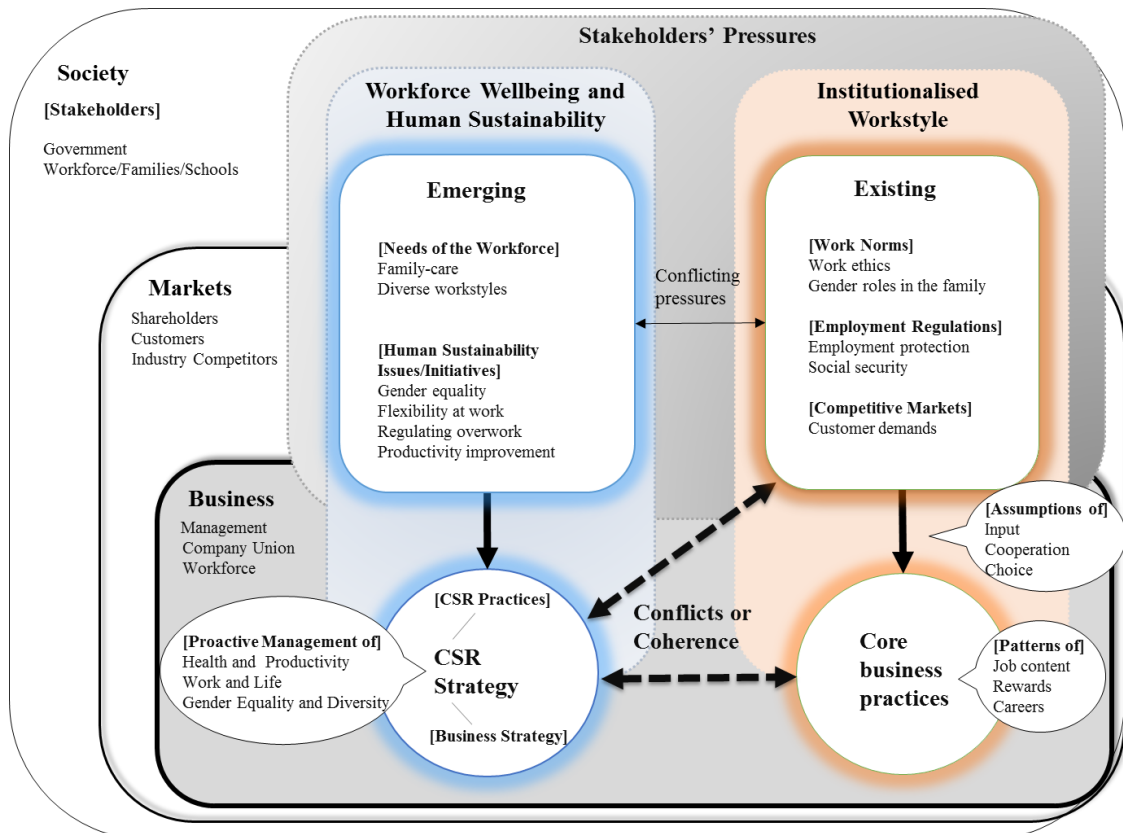 Stakeholders’ Pressures
Society
[Stakeholders]
Government
Workforce/Families/Schools
Markets
Shareholders
Customers
Industry Competitors
Business
Management
Company Union
Workforce
Workforce Wellbeing and
Human Sustainability
Emerging
[Needs of the Workforce]
Family-care
Diverse workstyles
[Human Sustainability
Issues/Initiatives]
Gender equality
Flexibility at work
Regulating overwork
Productivity improvement
Conflicting
pressures
Institutionalised
Workstyle
Existing
[Work Norms]
Work ethics
Gender roles in the family
[Employment Regulations]
Employment protection
Social security
[Competitive Markets]
Customer demands
[Assumptions of]
Input
Cooperation
Choice
[Proactive Management of]
Health and Productivity
Work and Life
Gender Equality and Diversity
[CSR Practices]
CSR
Strategy
[Business Strategy]
Conflicts or
Coherence
Core
business
practices
[Patterns of]
Job content
Rewards
Careers